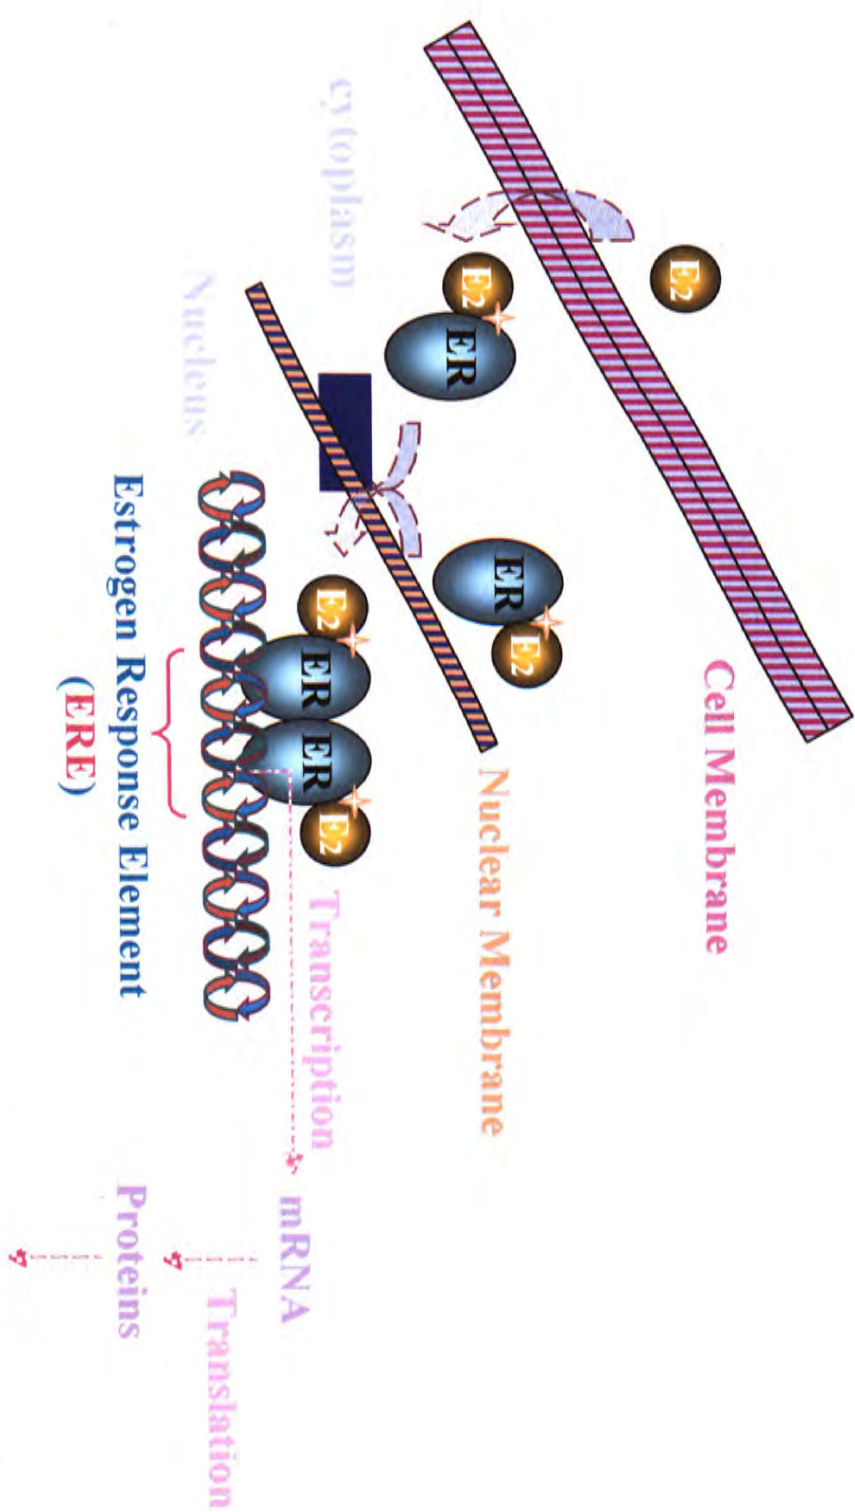 Cell Membrane
E2
E2
ER
ER
E2
Nuclear Membrane
cytoplasm
Nucleus
E2
ER
ER
E2
Transcription
mRNA
Translation
Estrogen Response Element
(ERE)
Proteins